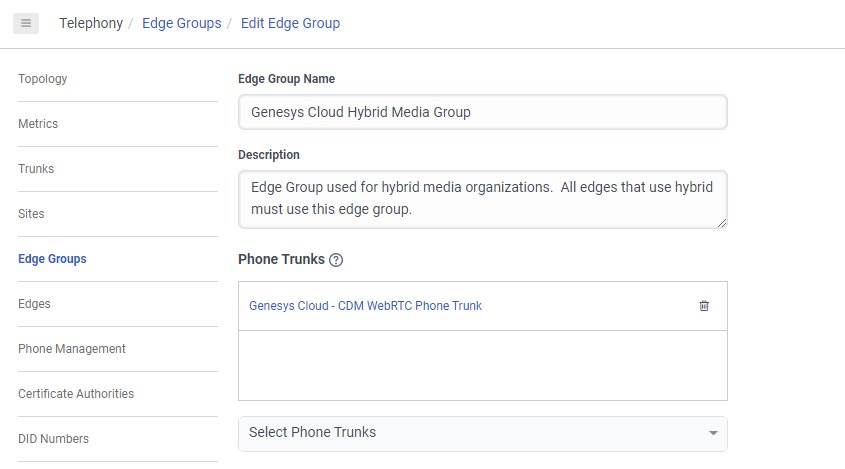 Telephony / Edge Groups / Edit Edge Group
Topology
Metrics
Trunks
Sites
Edge Groups
Edges
Phone Management
Certificate Authorities
DID Numbers
Edge Group Name
Genesys Cloud Hybrid Media Group
Description
Edge Group used for hybrid media organizations.  All edges that use hybrid
must use this edge group.
Phone Trunks ?
Genesys Cloud - CDM WebRTC Phone Trunk
Select Phone Trunks